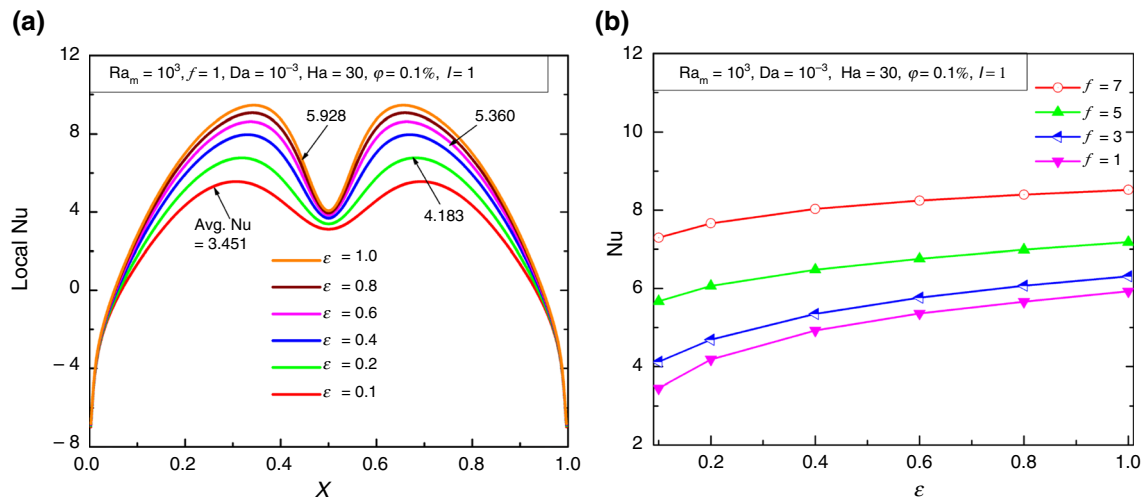 (a)
Ra_m = 10³, f = 1, Da = 10⁻³, Ha = 30, φ = 0.1%, I = 1
12
8
4
0
−4
−8
Local Nu
5.928
5.360
4.183
Avg. Nu
= 3.451
ε = 1.0
ε = 0.8
ε = 0.6
ε = 0.4
ε = 0.2
ε = 0.1
0.0 0.2 0.4 0.6 0.8 1.0
X
(b)
Ra_m = 10³, Da = 10⁻³, Ha = 30, φ = 0.1%, I = 1
f = 7
f = 5
f = 3
f = 1
12
10
8
6
4
2
Nu
0.2 0.4 0.6 0.8 1.0
ε